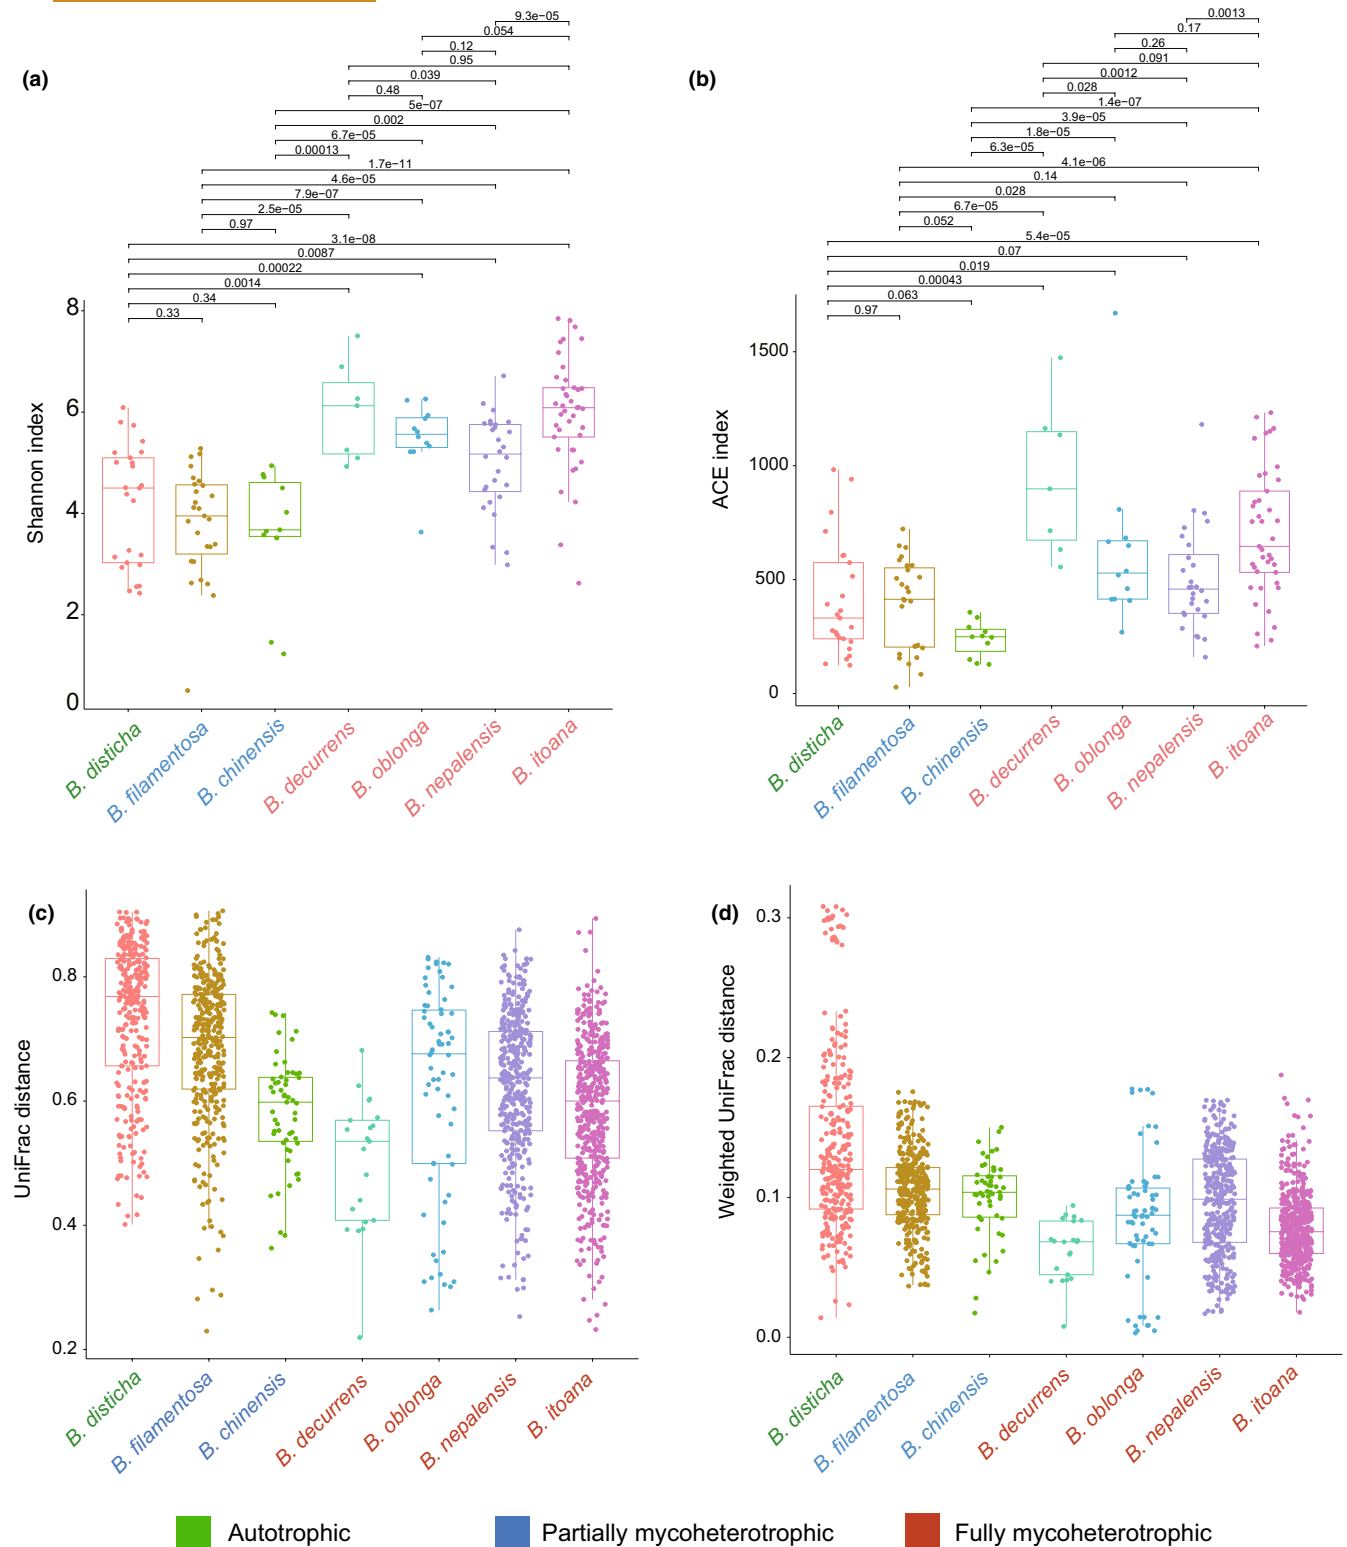 (a)
9.3e−05
0.054
0.12
0.95
0.039
0.48
5e−07
0.002
6.7e−05
0.00013
1.7e−11
4.6e−05
7.9e−07
2.5e−05
0.97
3.1e−08
0.0087
0.00022
0.0014
0.34
0.33
Shannon index
8
6
4
2
0
B. disticha
B. filamentosa
B. chinensis
B. decurrens
B. oblonga
B. nepalensis
B. itoana
(b)
0.0013
0.17
0.26
0.091
0.0012
0.028
1.4e−07
3.9e−05
1.8e−05
6.3e−05
4.1e−06
0.14
0.028
6.7e−05
0.052
5.4e−05
0.07
0.019
0.00043
0.063
0.97
ACE index
1500
1000
500
0
B. disticha
B. filamentosa
B. chinensis
B. decurrens
B. oblonga
B. nepalensis
B. itoana
(c)
UniFrac distance
0.8
0.6
0.4
0.2
B. disticha
B. filamentosa
B. chinensis
B. decurrens
B. oblonga
B. nepalensis
B. itoana
(d)
Weighted UniFrac distance
0.3
0.2
0.1
0.0
B. disticha
B. filamentosa
B. chinensis
B. decurrens
B. oblonga
B. nepalensis
B. itoana
Autotrophic
Partially mycoheterotrophic
Fully mycoheterotrophic